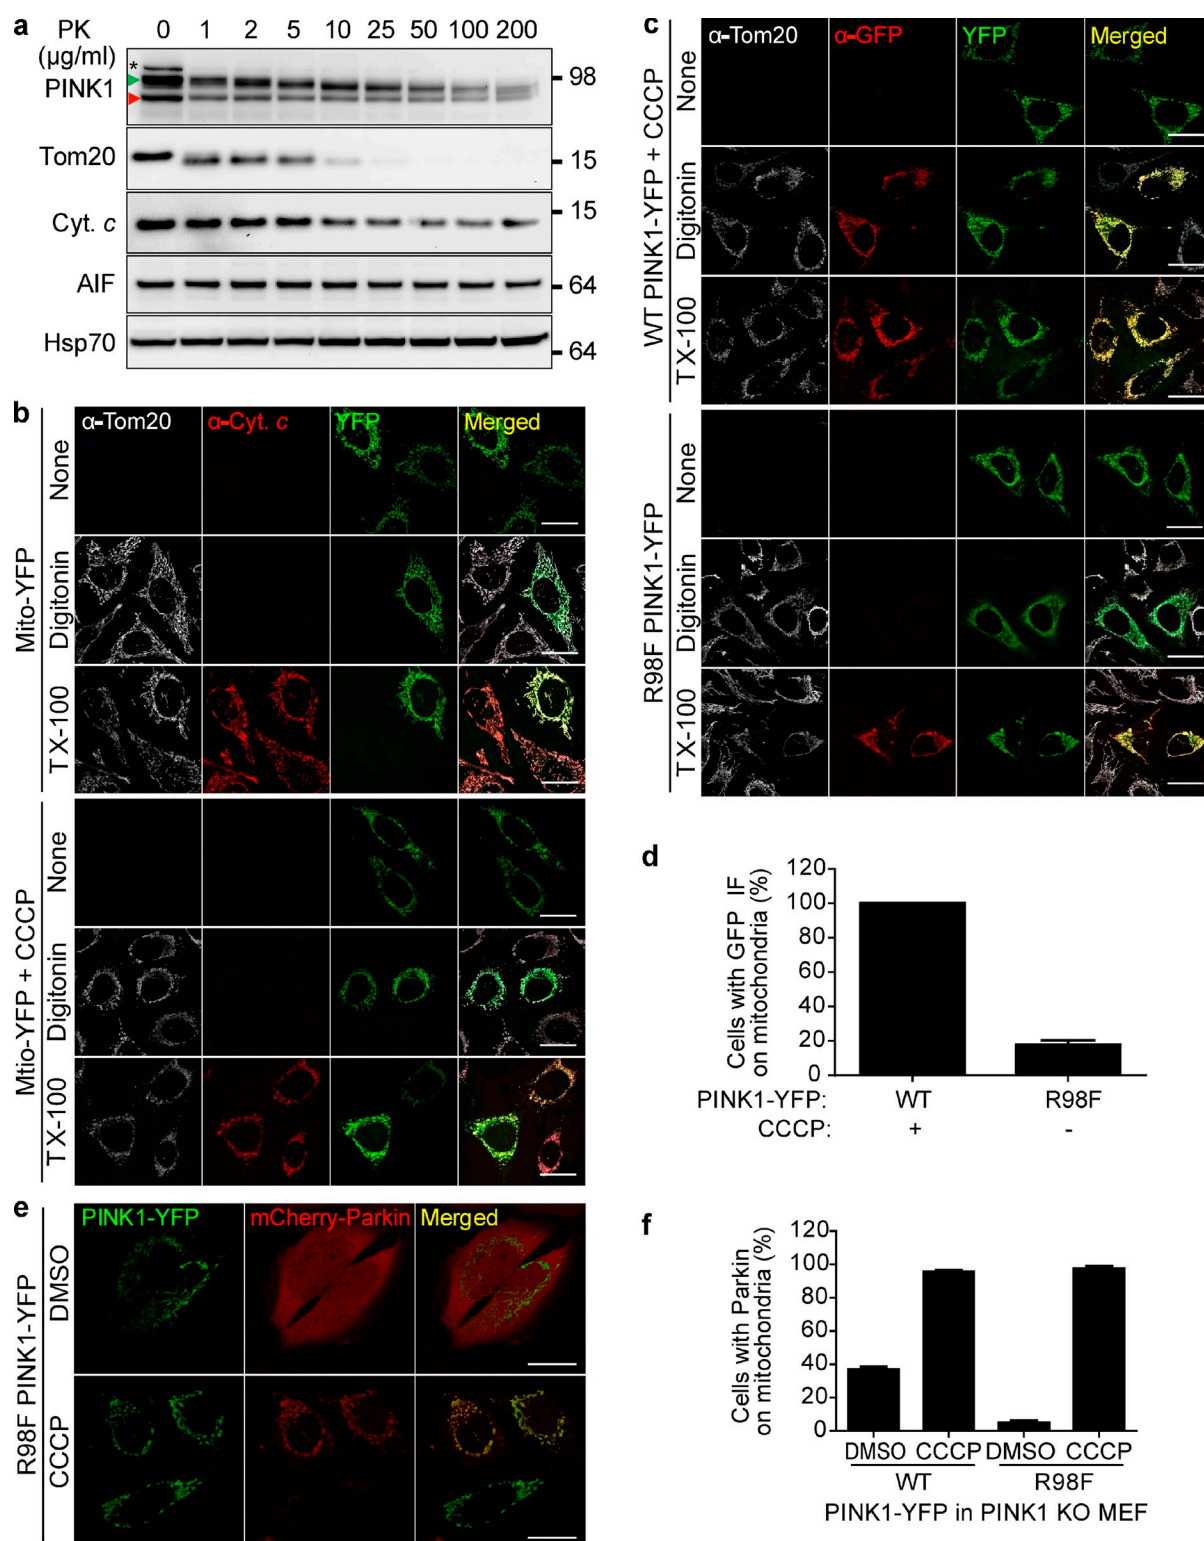 a
PK 0 1 2 5 10 25 50 100 200
(µg/ml)
*
PINK1
98
Tom20
15
Cyt. c
15
AIF
64
Hsp70
64
b
α-Tom20 α-Cyt. c YFP Merged
Mito-YFP
None
Digitonin
TX-100
Mtio-YFP + CCCP
None
Digitonin
TX-100
c
α-Tom20 α-GFP YFP Merged
WT PINK1-YFP + CCCP
None
Digitonin
TX-100
R98F PINK1-YFP
None
Digitonin
TX-100
d
Cells with GFP IF
on mitochondria (%)
120
100
80
60
40
20
0
PINK1-YFP: WT R98F
CCCP: + -
e
PINK1-YFP mCherry-Parkin Merged
R98F PINK1-YFP
DMSO
CCCP
f
Cells with Parkin
on mitochondria (%)
120
100
80
60
40
20
0
DMSO CCCP DMSO CCCP
WT R98F
PINK1-YFP in PINK1 KO MEF